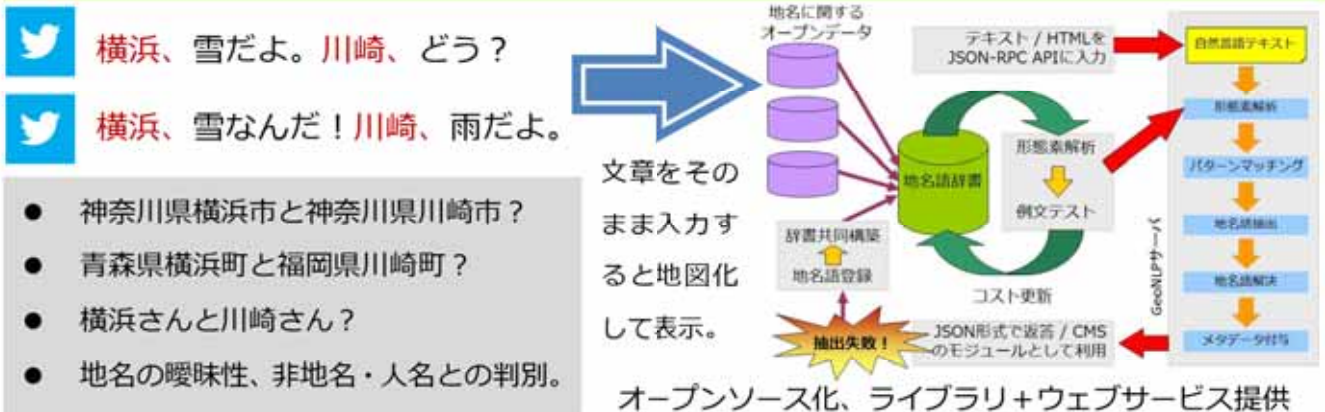 横浜、雪だよ。川崎、どう？
横浜、雪なんだ！川崎、雨だよ。
● 神奈川県横浜市と神奈川県川崎市？
● 青森県横浜町と福岡県川崎町？
● 横浜さんと川崎さん？
● 地名の曖昧性、非地名・人名との判別。
文章をその
まま入力す
ると地図化
して表示。
地名に関する
オープンデータ
テキスト / HTMLを
JSON-RPC APIに入力
地名語辞書
形態素解析
例文テスト
辞書共同構築
地名語登録
コスト更新
抽出失敗！
JSON形式で返答 / CMS
のモジュールとして利用
GeoNLPサーバ
自然言語テキスト
形態素解析
パターンマッチング
地名語抽出
地名語解決
メタデータ付与
オープンソース化、ライブラリ＋ウェブサービス提供